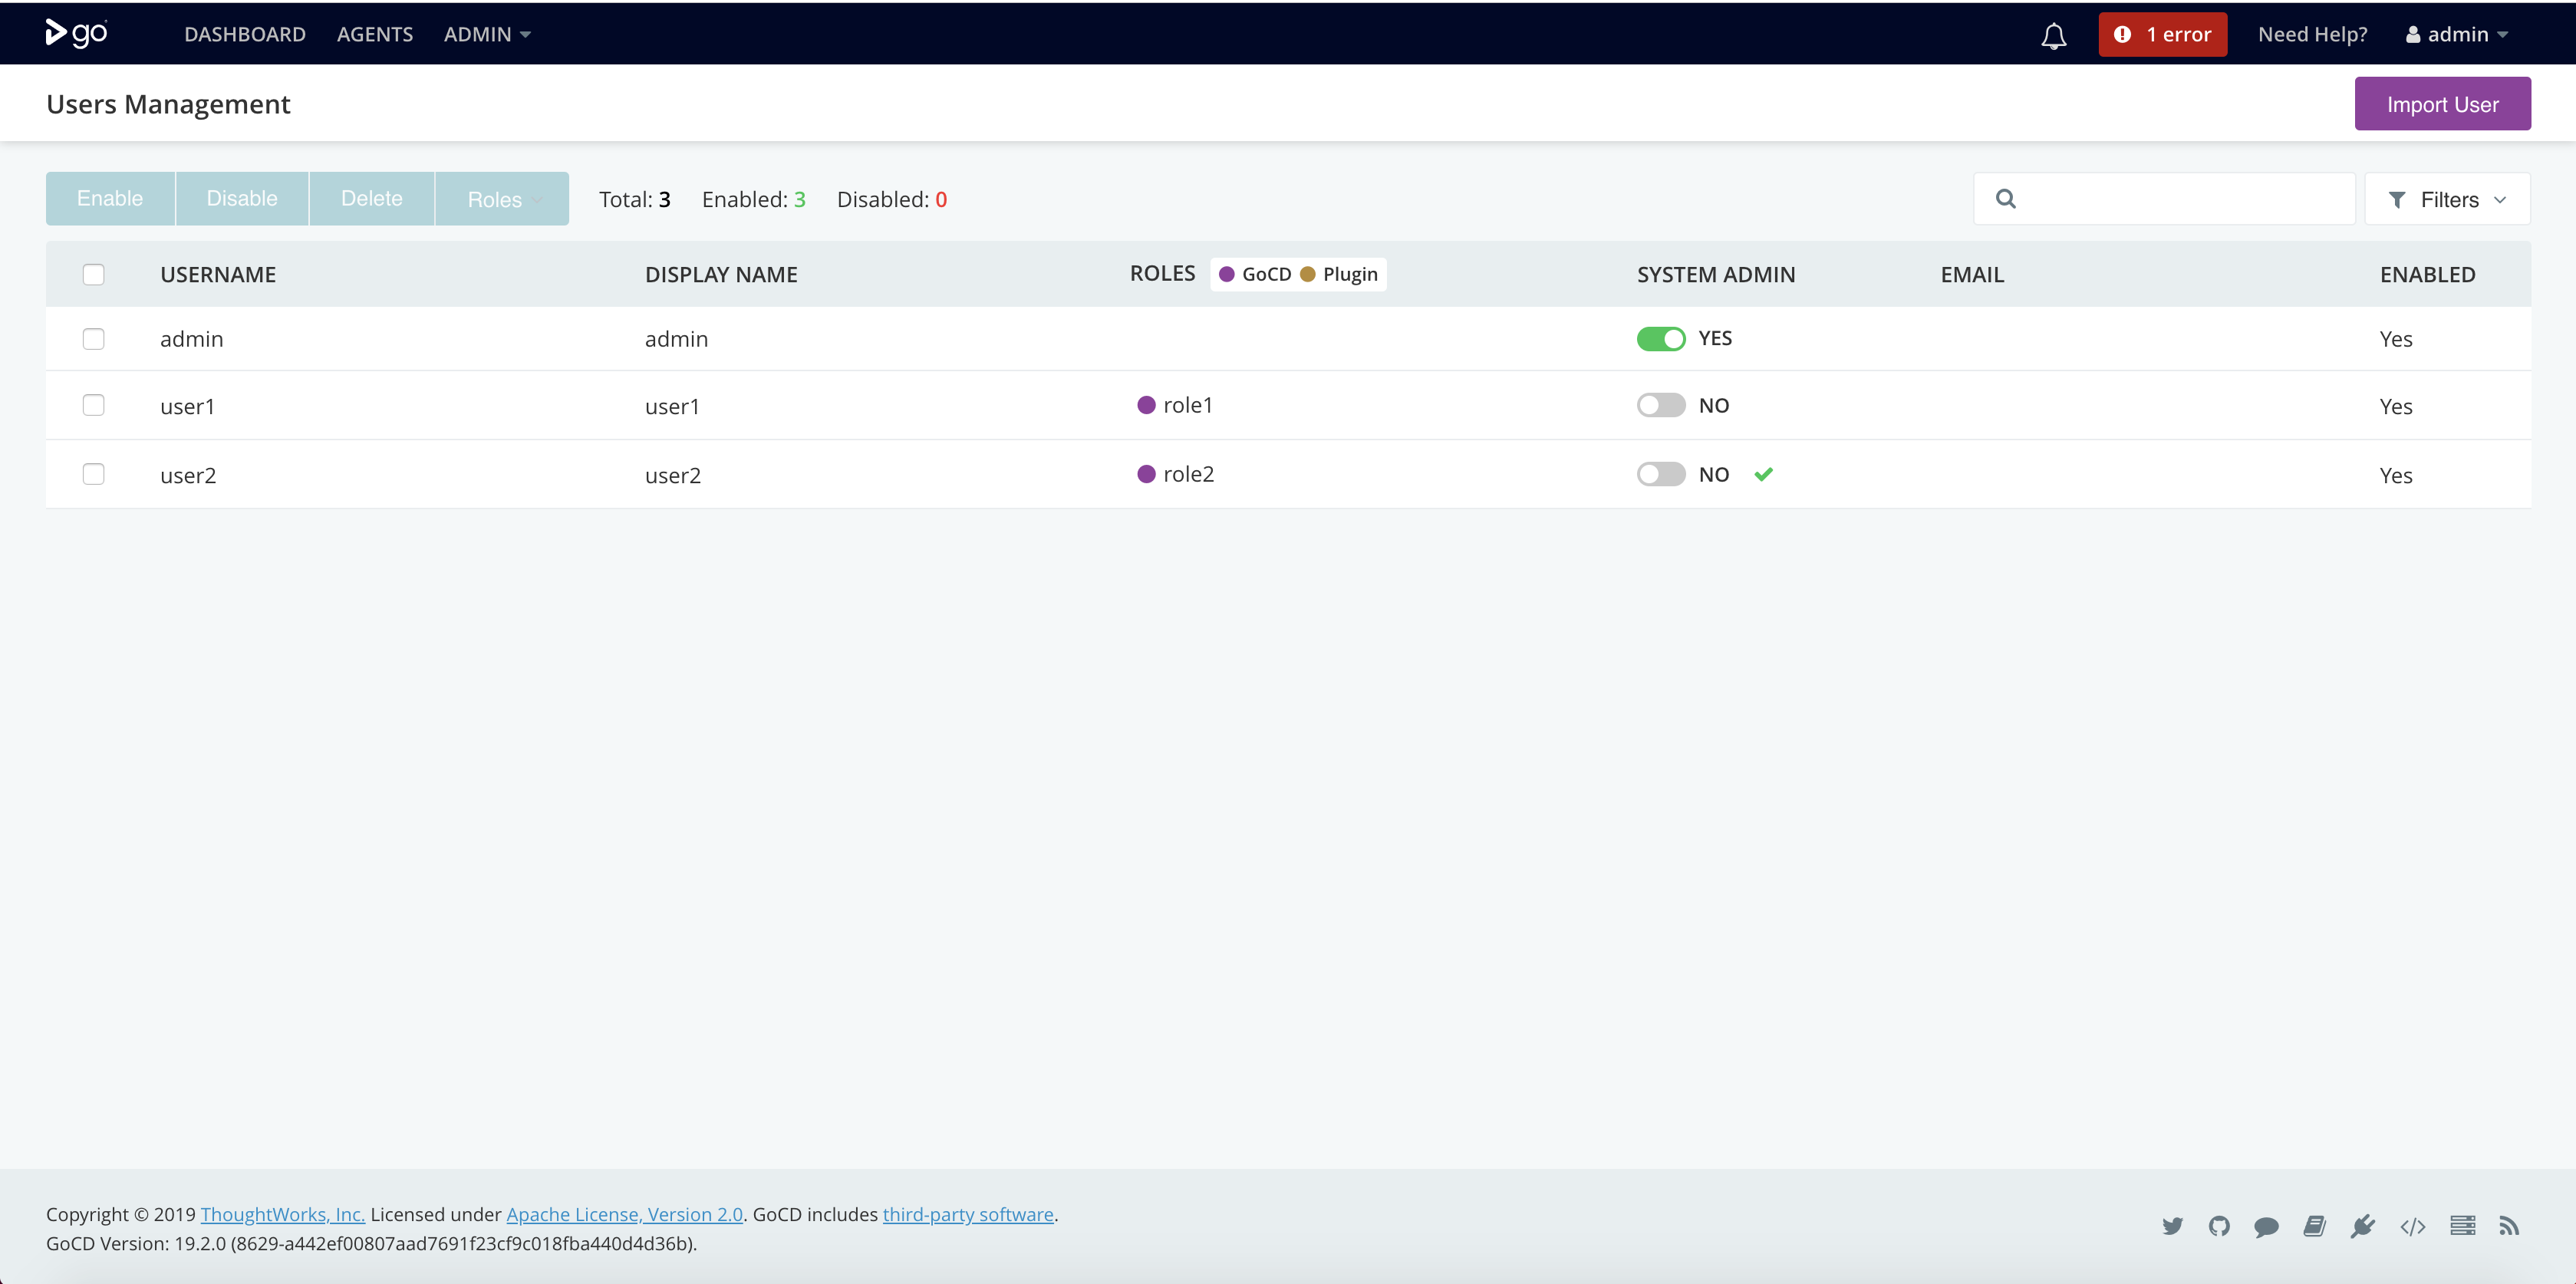 go DASHBOARD AGENTS ADMIN 1 error Need Help? admin
Users Management Import User
Enable Disable Delete Roles Total: 3 Enabled: 3 Disabled: 0 Filters
USERNAME DISPLAY NAME ROLES GoCD Plugin SYSTEM ADMIN EMAIL ENABLED
admin admin YES Yes
user1 user1 role1 NO Yes
user2 user2 role2 NO Yes
Copyright © 2019 ThoughtWorks, Inc. Licensed under Apache License, Version 2.0. GoCD includes third-party software.
GoCD Version: 19.2.0 (8629-a442ef00807aad7691f23cf9c018fba440d4d36b).